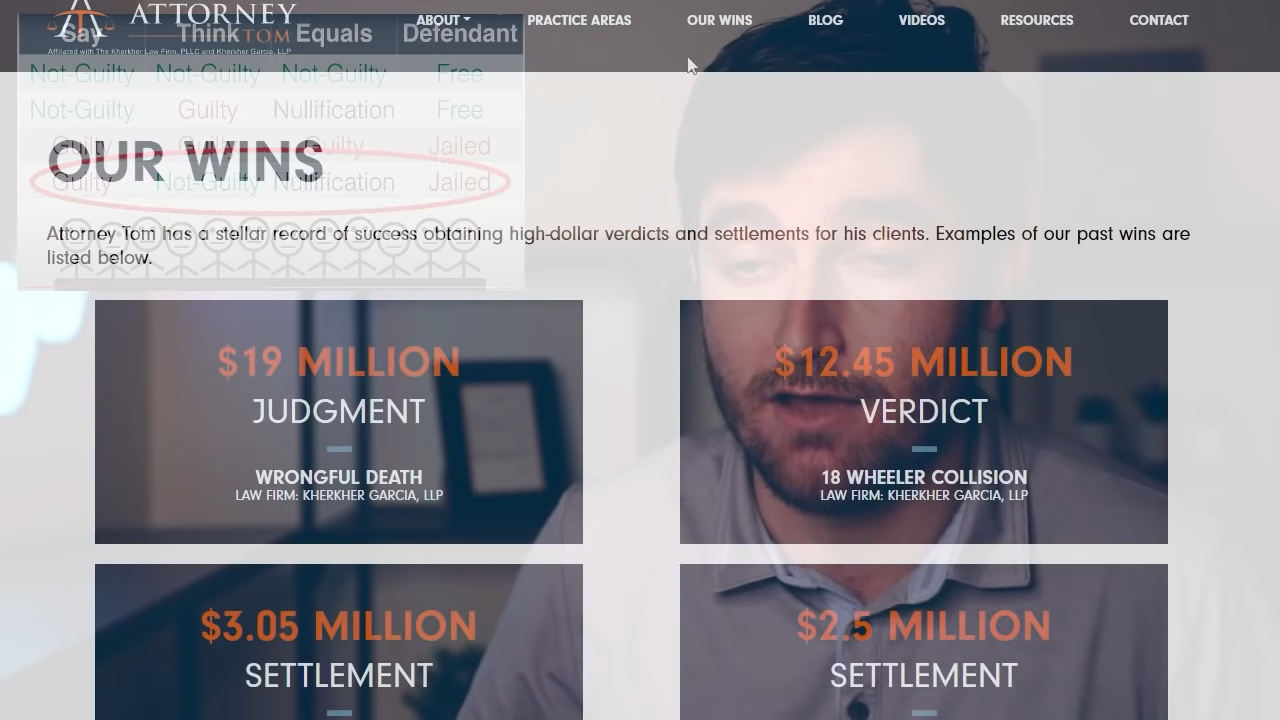 ATTORNEY
TOM
Affiliated with The Kherkher Law Firm, PLLC and Kherkher Garcia, LLP
ABOUT PRACTICE AREAS OUR WINS BLOG VIDEOS RESOURCES CONTACT
Say Think Equals Defendant
Not-Guilty Not-Guilty Not-Guilty Free
Not-Guilty Guilty Nullification Free
Guilty Guilty Guilty Jailed
Guilty Not-Guilty Nullification Jailed
OUR WINS
Attorney Tom has a stellar record of success obtaining high-dollar verdicts and settlements for his clients. Examples of our past wins are
listed below.
$19 MILLION
JUDGMENT
WRONGFUL DEATH
LAW FIRM: KHERKHER GARCIA, LLP
$12.45 MILLION
VERDICT
18 WHEELER COLLISION
LAW FIRM: KHERKHER GARCIA, LLP
$3.05 MILLION
SETTLEMENT
$2.5 MILLION
SETTLEMENT